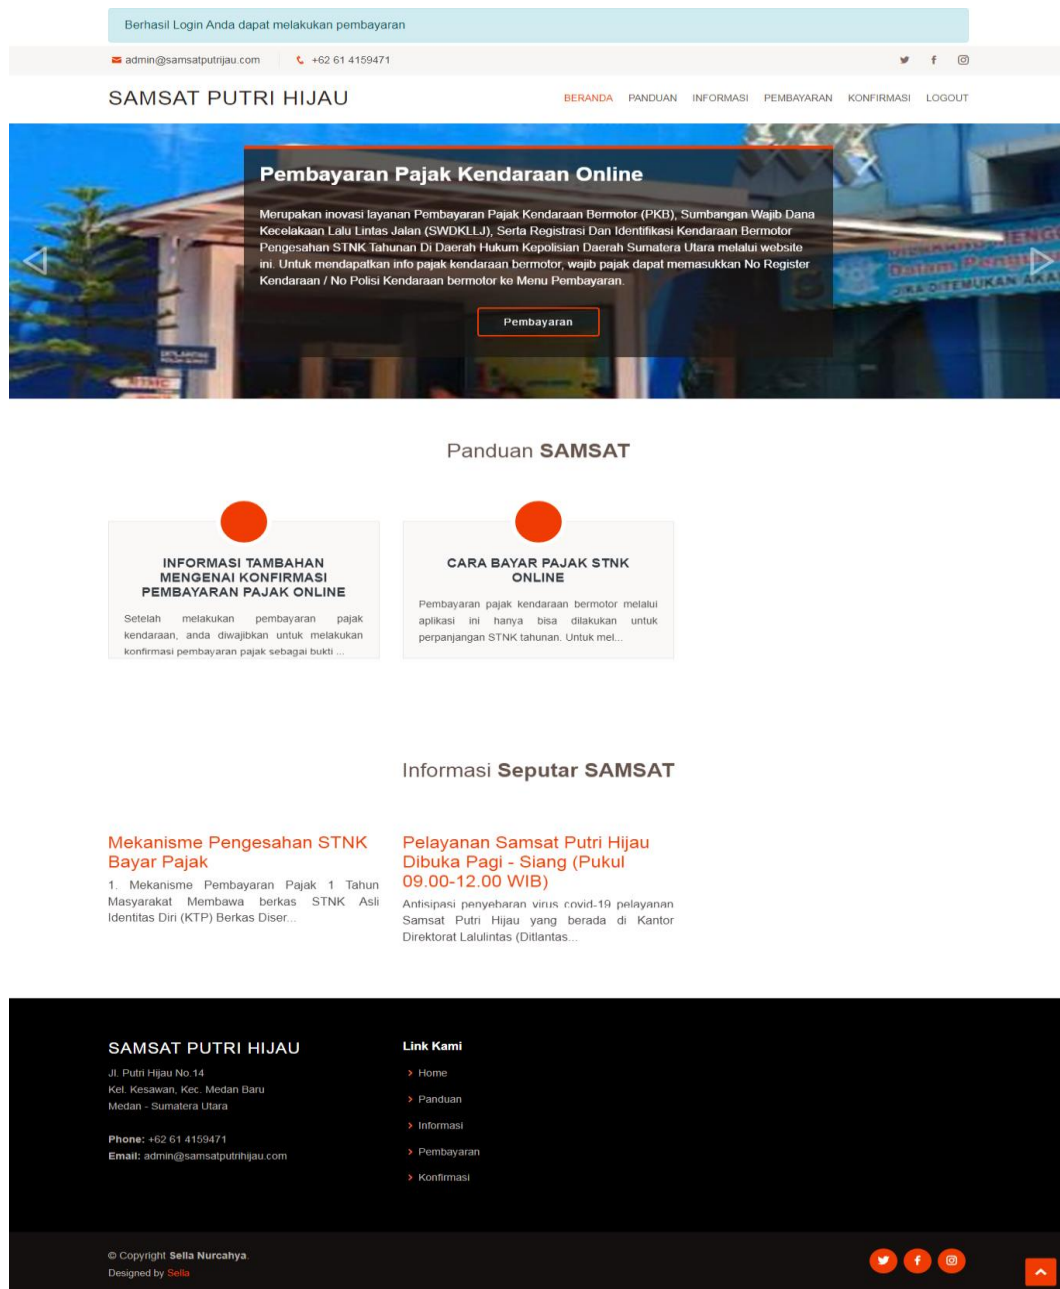 Berhasil Login Anda dapat melakukan pembayaran
admin@samsatputrijau.com +62 61 4159471
SAMSAT PUTRI HIJAU
BERANDA PANDUAN INFORMASI PEMBAYARAN KONFIRMASI LOGOUT
Pembayaran Pajak Kendaraan Online
Merupakan inovasi layanan Pembayaran Pajak Kendaraan Bermotor (PKB), Sumbangan Wajib Dana
Kecelakaan Lalu Lintas Jalan (SWDKLLJ), Serta Registrasi Dan Identifikasi Kendaraan Bermotor
Pengesahan STNK Tahunan Di Daerah Hukum Kepolisian Daerah Sumatera Utara melalui website
ini. Untuk mendapatkan info pajak kendaraan bermotor, wajib pajak dapat memasukkan No Register
Kendaraan / No Polisi Kendaraan bermotor ke Menu Pembayaran.
Pembayaran
Dalam
JIKA DITEMUKAN AKA
Panduan SAMSAT
INFORMASI TAMBAHAN
MENGENAI KONFIRMASI
PEMBAYARAN PAJAK ONLINE
Setelah melakukan pembayaran pajak
kendaraan, anda diwajibkan untuk melakukan
konfirmasi pembayaran pajak sebagai bukti ...
CARA BAYAR PAJAK STNK
ONLINE
Pembayaran pajak kendaraan bermotor melalui
aplikasi ini hanya bisa dilakukan untuk
perpanjangan STNK tahunan. Untuk mel...
Informasi Seputar SAMSAT
Mekanisme Pengesahan STNK
Bayar Pajak
1. Mekanisme Pembayaran Pajak 1 Tahun
Masyarakat Membawa berkas STNK Asli
Identitas Diri (KTP) Berkas Diser...
Pelayanan Samsat Putri Hijau
Dibuka Pagi - Siang (Pukul
09.00-12.00 WIB)
Antisipasi penyebaran virus covid-19 pelayanan
Samsat Putri Hijau yang berada di Kantor
Direktorat Lalulintas (Ditlantas...
SAMSAT PUTRI HIJAU
Jl. Putri Hijau No.14
Kel. Kesawan, Kec. Medan Baru
Medan - Sumatera Utara
Phone: +62 61 4159471
Email: admin@samsatputrihijau.com
Link Kami
Home
Panduan
Informasi
Pembayaran
Konfirmasi
© Copyright Sella Nurcahya.
Designed by Sella